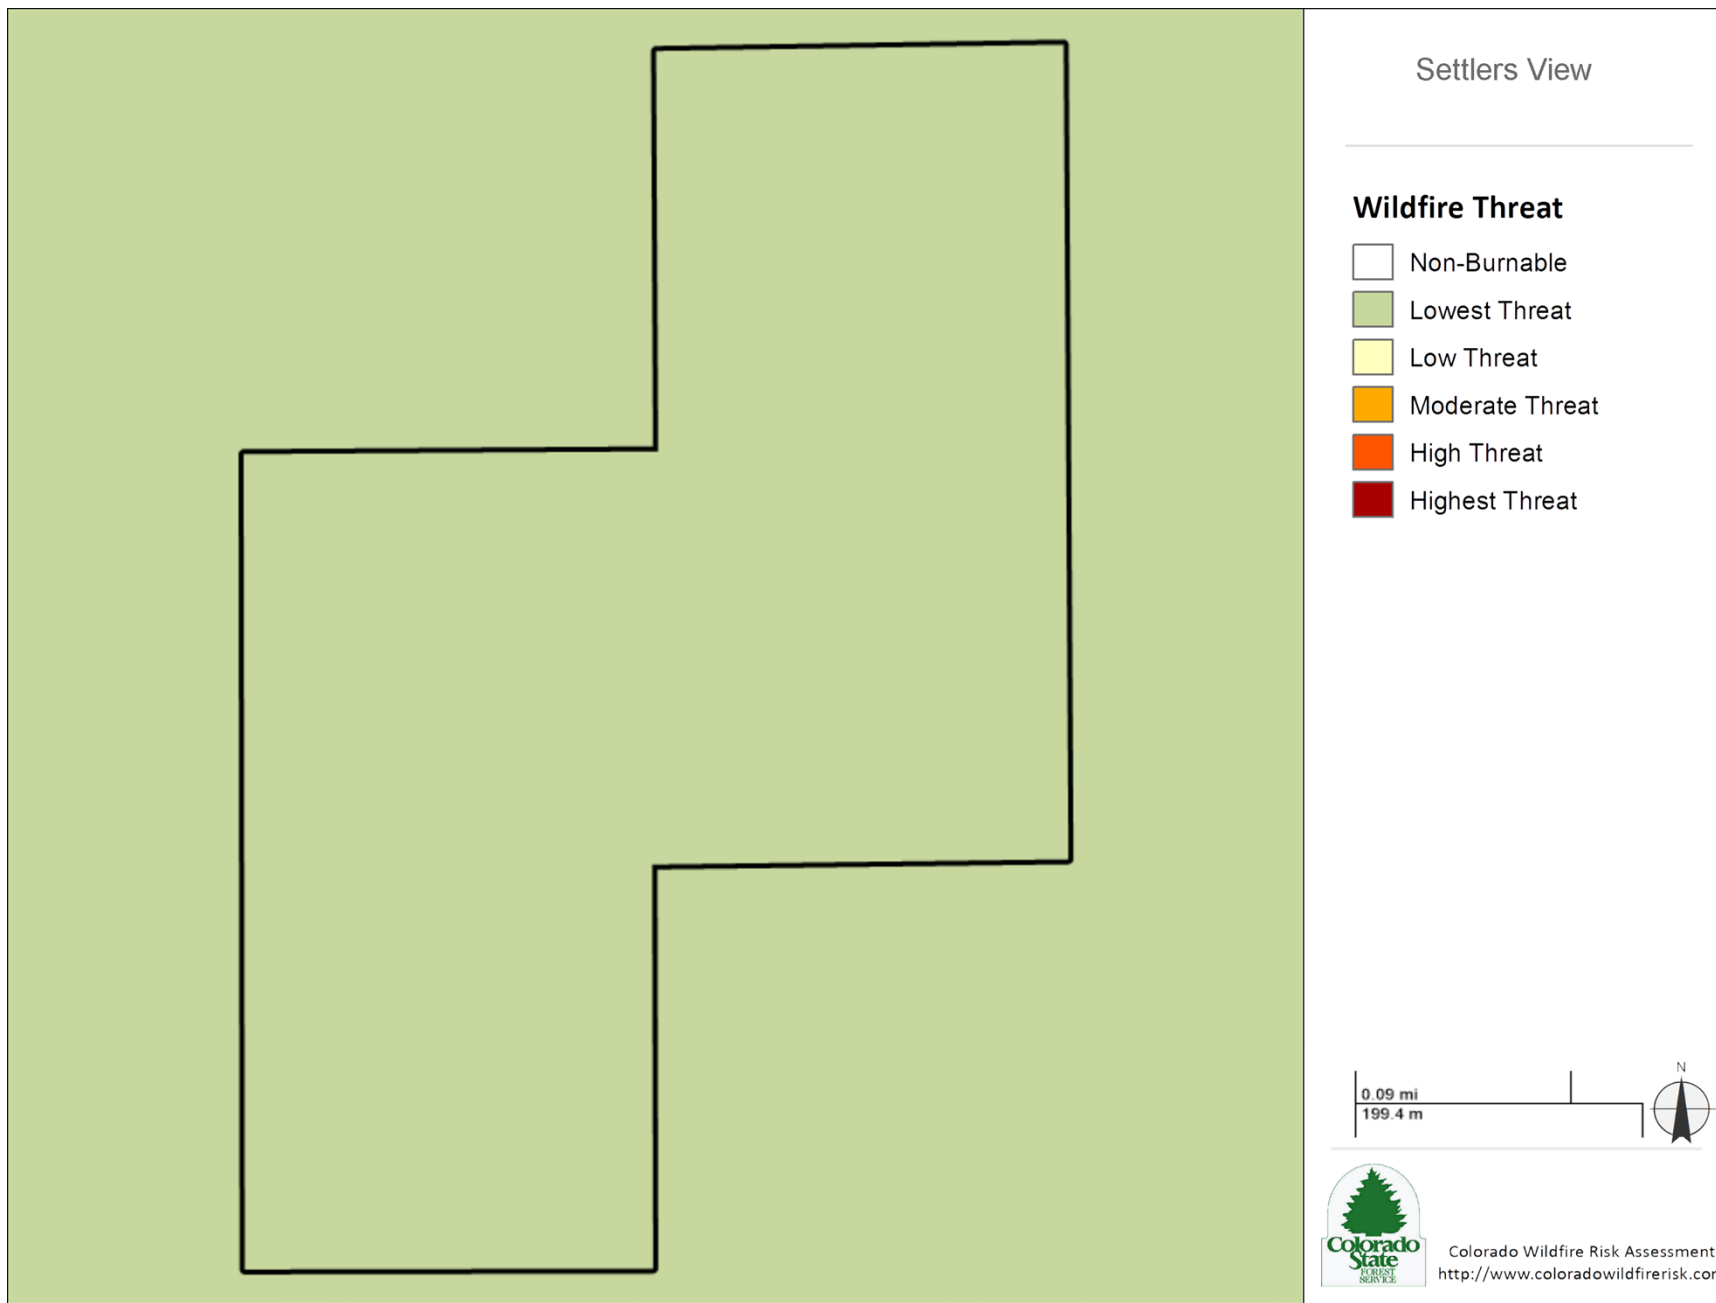 Settlers View
Wildfire Threat
Non-Burnable
Lowest Threat
Low Threat
Moderate Threat
High Threat
Highest Threat
N
0.09 mi
199.4 m
Colorado
State
FOREST
SERVICE
Colorado Wildfire Risk Assessment
http://www.coloradowildfirerisk.cor